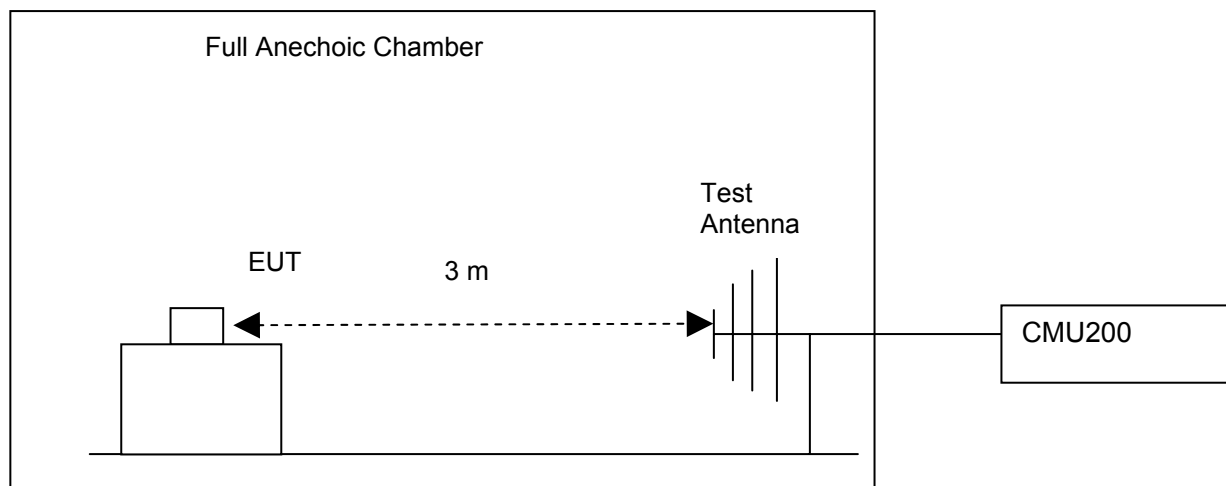 Full Anechoic Chamber
Test
Antenna
EUT
3 m
CMU200